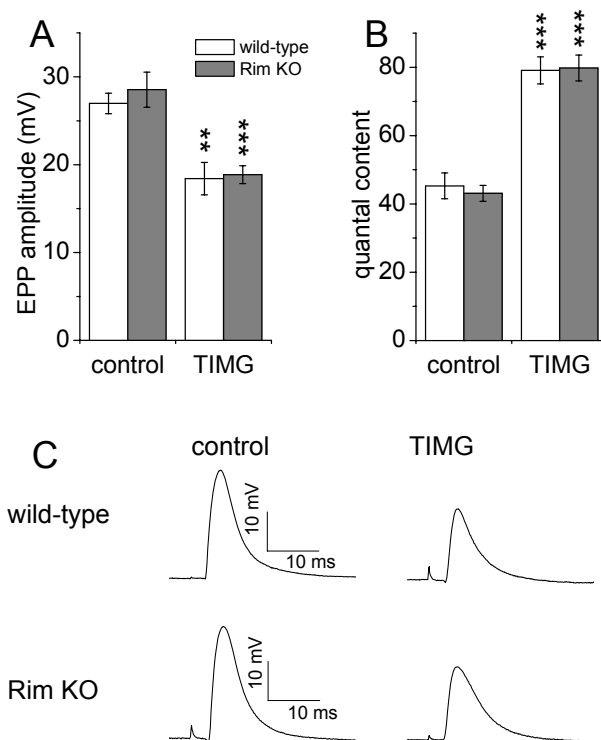 A
wild-type
Rim KO
EPP amplitude (mV)
30
20
10
0
**
***
control
TIMG
B
quantal content
80
60
40
20
0
***
***
control
TIMG
C
control
TIMG
wild-type
10 mV
10 ms
Rim KO
10 mV
10 ms